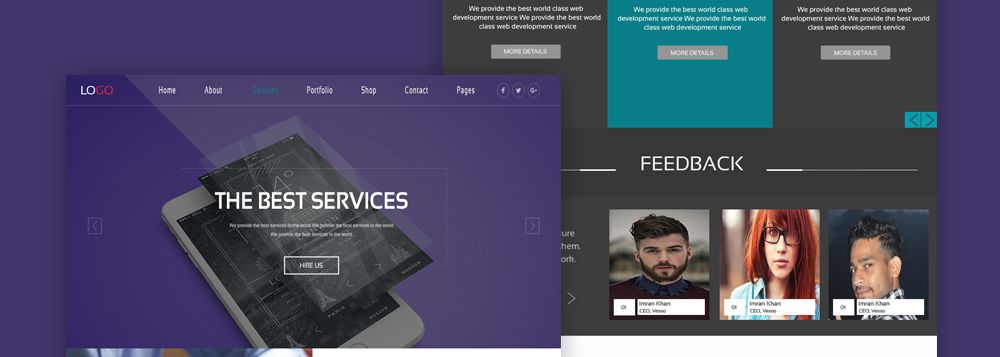 LOGO
Home
About
Services
Portfolio
Shop
Contact
Pages
THE BEST SERVICES
We provide the best services in the world We provide the best services in the world
We provide the best services in the world
HIRE US
PARIS
MOSCOW
We provide the best world class web
development service We provide the best world
class web development service
MORE DETAILS
We provide the best world class web
development service We provide the best world
class web development service
MORE DETAILS
We provide the best world class web
development service We provide the best world
class web development service
MORE DETAILS
FEEDBACK
ure
hem.
ork.
01
Imran Khan
CEO, Vesso
01
Imran Khan
CEO, Vesso
01
Imran Khan
CEO, Vesso